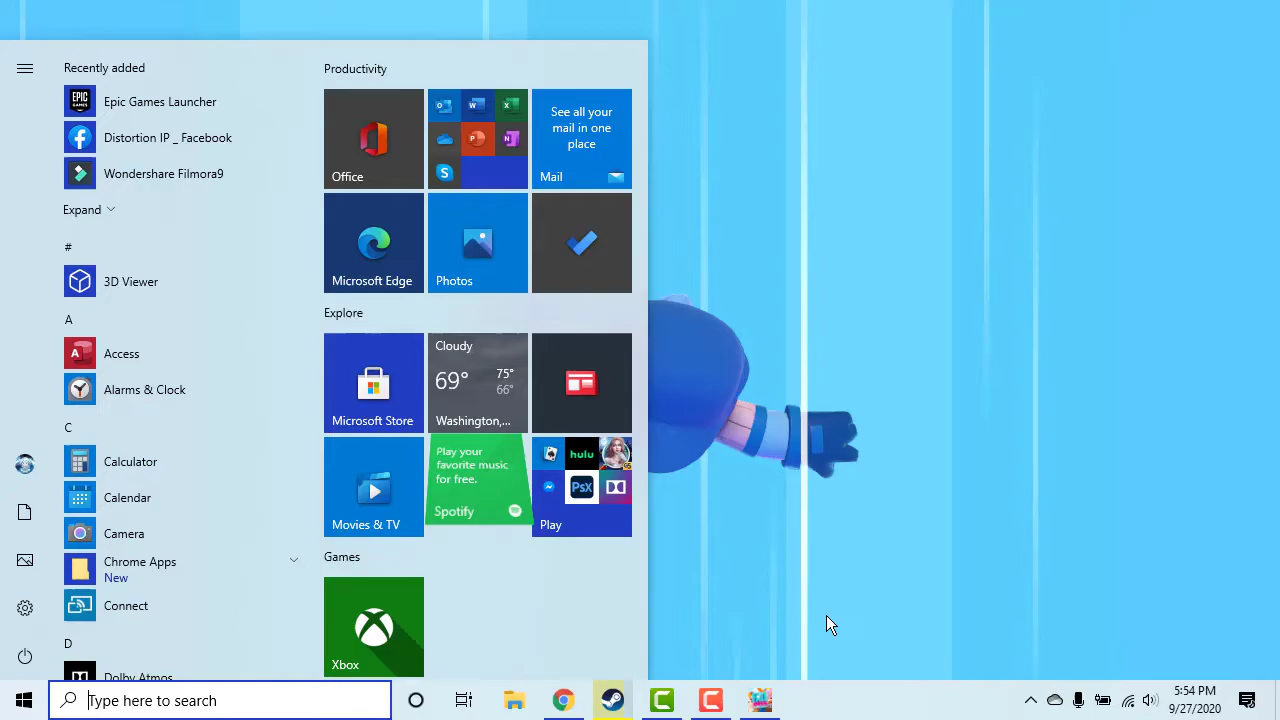 Recently added
Epic Games Launcher
Distortion IP _ Facebook
Wondershare Filmora9
Expand
#
3D Viewer
A
Access
Alarms & Clock
C
Calculator
Calendar
Camera
Chrome Apps
New
Connect
D
Dolby Atmos
Productivity
Office
See all your
mail in one
place
Mail
Microsoft Edge
Photos
Explore
Microsoft Store
Cloudy
69° 75°
66°
Washington,...
Movies & TV
Play your
favorite music
for free.
Spotify
hulu
PsX
Play
Games
Xbox
Type here to search
5:54 PM
9/27/2020